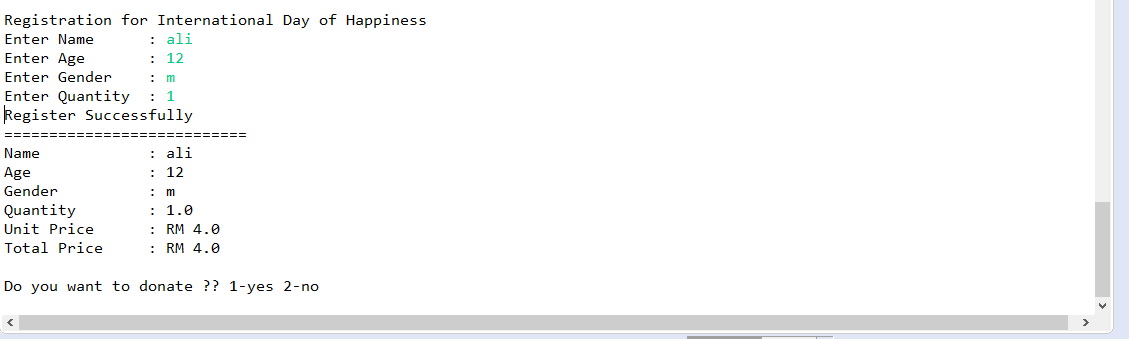 Registration for International Day of Happiness
Enter Name      : ali
Enter Age       : 12
Enter Gender    : m
Enter Quantity  : 1
Register Successfully
===========================
Name            : ali
Age             : 12
Gender          : m
Quantity        : 1.0
Unit Price      : RM 4.0
Total Price     : RM 4.0
Do you want to donate ?? 1-yes 2-no